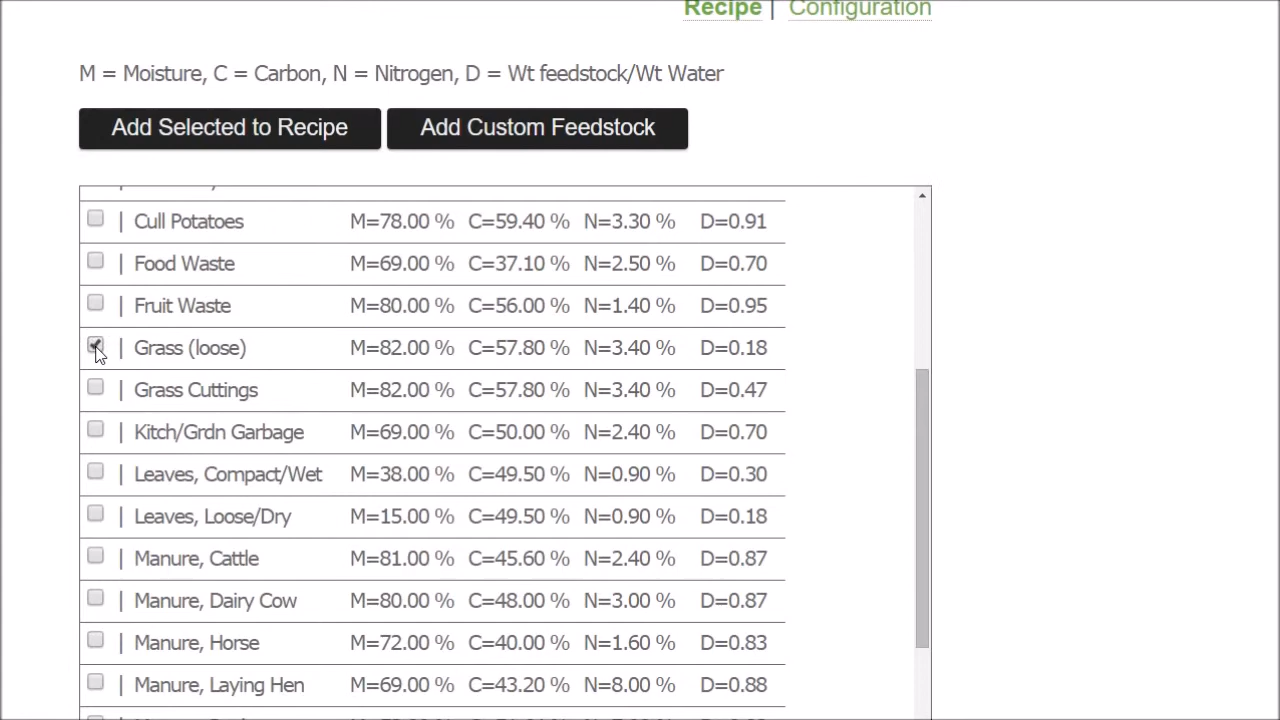 Recipe | Configuration
M = Moisture, C = Carbon, N = Nitrogen, D = Wt feedstock/Wt Water
Add Selected to Recipe Add Custom Feedstock
| Cull Potatoes M=78.00 % C=59.40 % N=3.30 % D=0.91
| Food Waste M=69.00 % C=37.10 % N=2.50 % D=0.70
| Fruit Waste M=80.00 % C=56.00 % N=1.40 % D=0.95
| Grass (loose) M=82.00 % C=57.80 % N=3.40 % D=0.18
| Grass Cuttings M=82.00 % C=57.80 % N=3.40 % D=0.47
| Kitch/Grdn Garbage M=69.00 % C=50.00 % N=2.40 % D=0.70
| Leaves, Compact/Wet M=38.00 % C=49.50 % N=0.90 % D=0.30
| Leaves, Loose/Dry M=15.00 % C=49.50 % N=0.90 % D=0.18
| Manure, Cattle M=81.00 % C=45.60 % N=2.40 % D=0.87
| Manure, Dairy Cow M=80.00 % C=48.00 % N=3.00 % D=0.87
| Manure, Horse M=72.00 % C=40.00 % N=1.60 % D=0.83
| Manure, Laying Hen M=69.00 % C=43.20 % N=8.00 % D=0.88